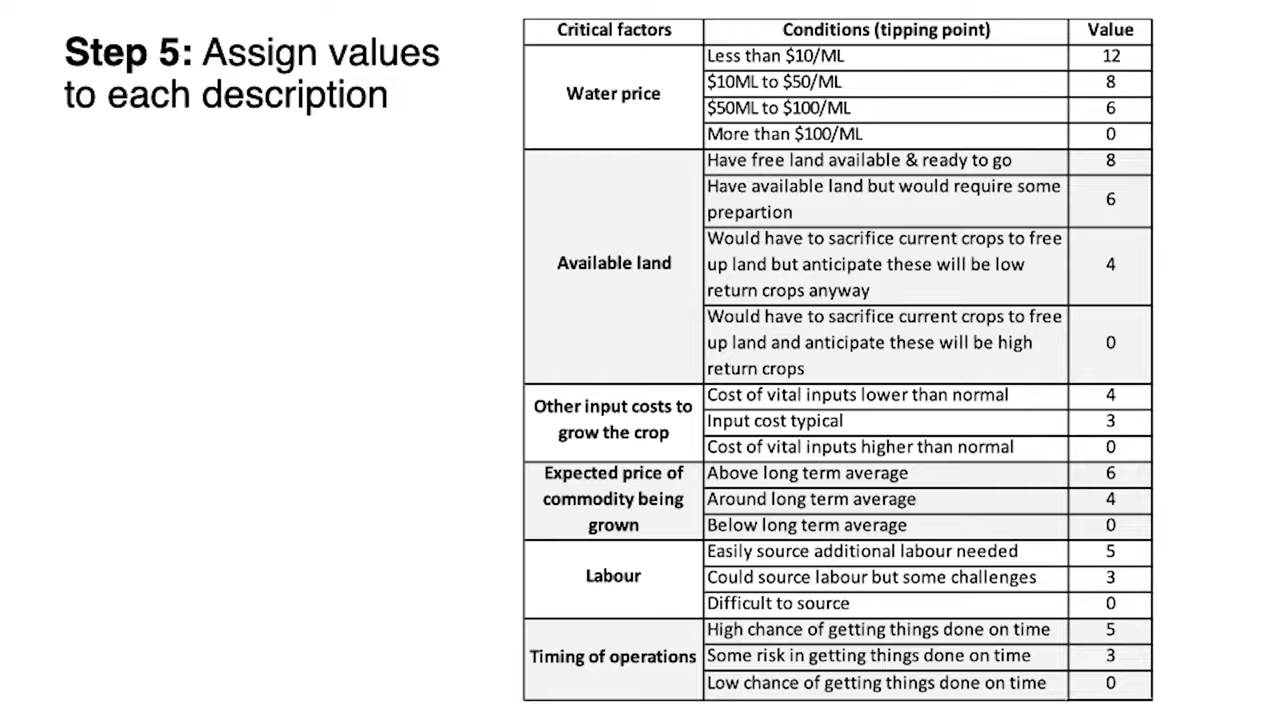 Step 5: Assign values
to each description
Critical factors Conditions (tipping point) Value
Water price
Less than $10/ML 12
$10ML to $50/ML 8
$50ML to $100/ML 6
More than $100/ML 0
Available land
Have free land available & ready to go 8
Have available land but would require some
prepartion
6
Would have to sacrifice current crops to free
up land but anticipate these will be low
return crops anyway
4
Would have to sacrifice current crops to free
up land and anticipate these will be high
return crops
0
Other input costs to
grow the crop
Cost of vital inputs lower than normal 4
Input cost typical 3
Cost of vital inputs higher than normal 0
Expected price of
commodity being
grown
Above long term average 6
Around long term average 4
Below long term average 0
Labour
Easily source additional labour needed 5
Could source labour but some challenges 3
Difficult to source 0
Timing of operations
High chance of getting things done on time 5
Some risk in getting things done on time 3
Low chance of getting things done on time 0